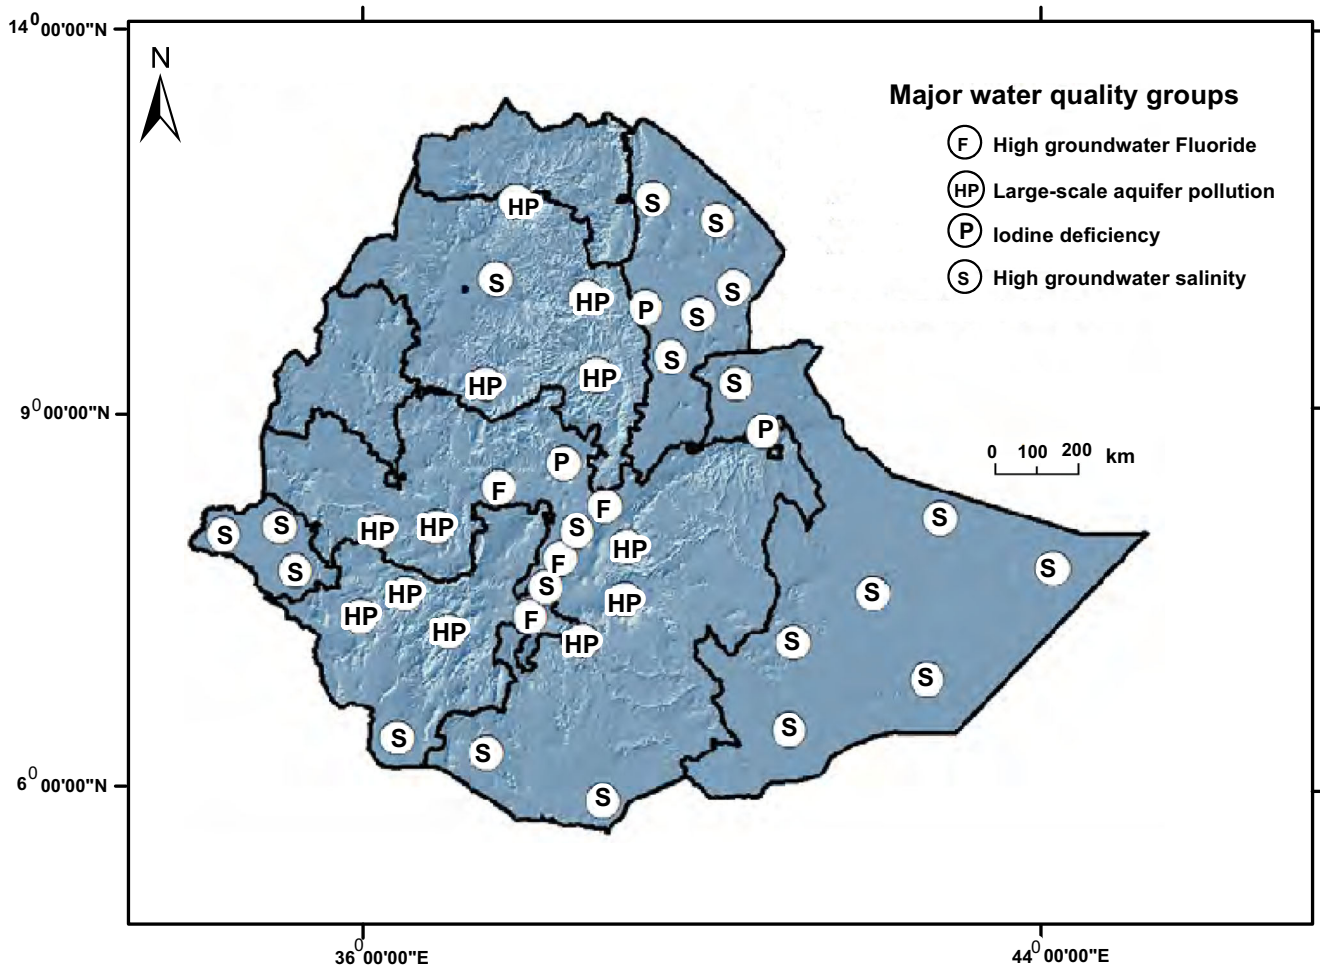 14⁰00'00"N
N
Major water quality groups
F High groundwater Fluoride
HP Large-scale aquifer pollution
P Iodine deficiency
S High groundwater salinity
HP
S
S
S
S
HP
P
S
S
HP
HP
S
S
9⁰00'00"N
P
P
F
0 100 200 km
F
S
S
S
HP
HP
S
HP
F
S
S
S
HP
S
HP
F
HP
HP
HP
S
S
S
S
S
6⁰00'00"N
S
36⁰00'00"E
44⁰00'00"E